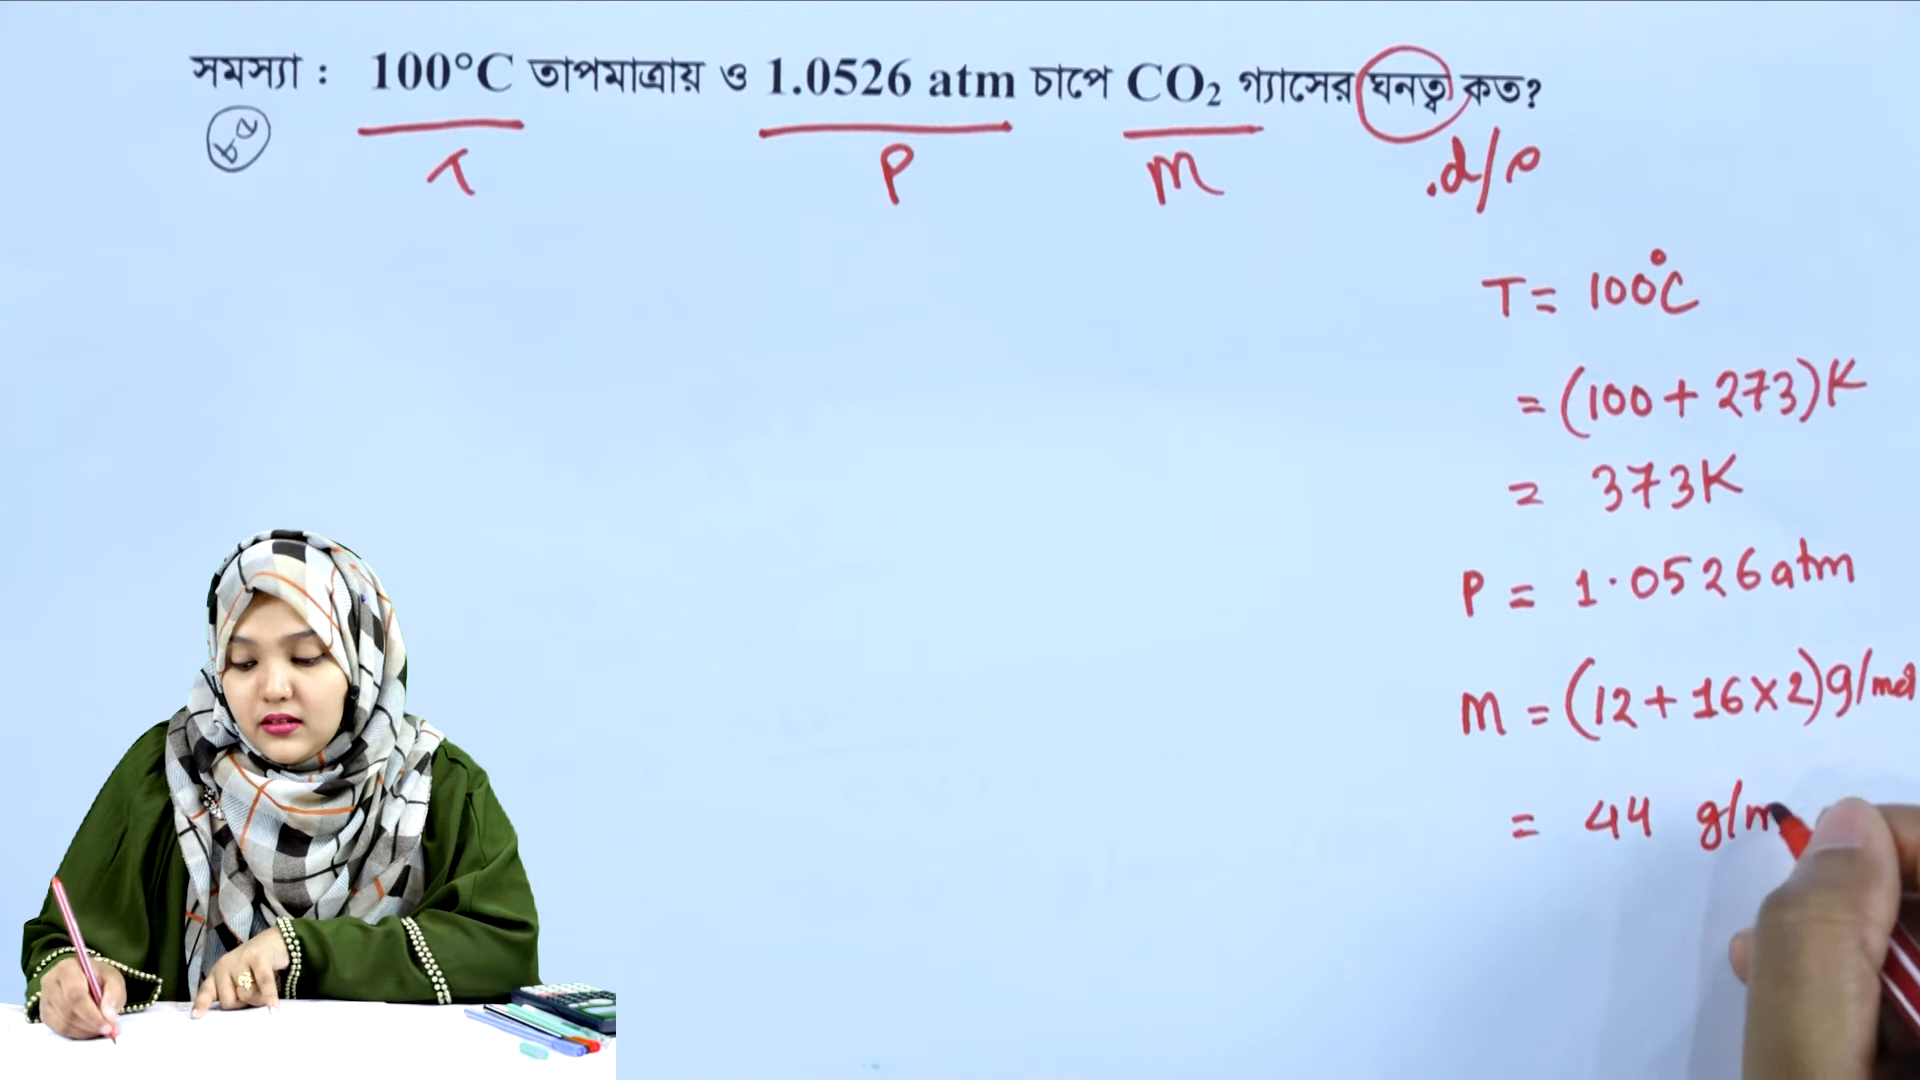 সমস্যা : 100°C তাপমাত্রায় ও 1.0526 atm চাপে CO₂ গ্যাসের ঘনত্ব কত?
T P M .d/ρ
T = 100°C
= (100 + 273)K
= 373K
P = 1.0526 atm
M = (12 + 16×2) g/mol
= 44 g/m